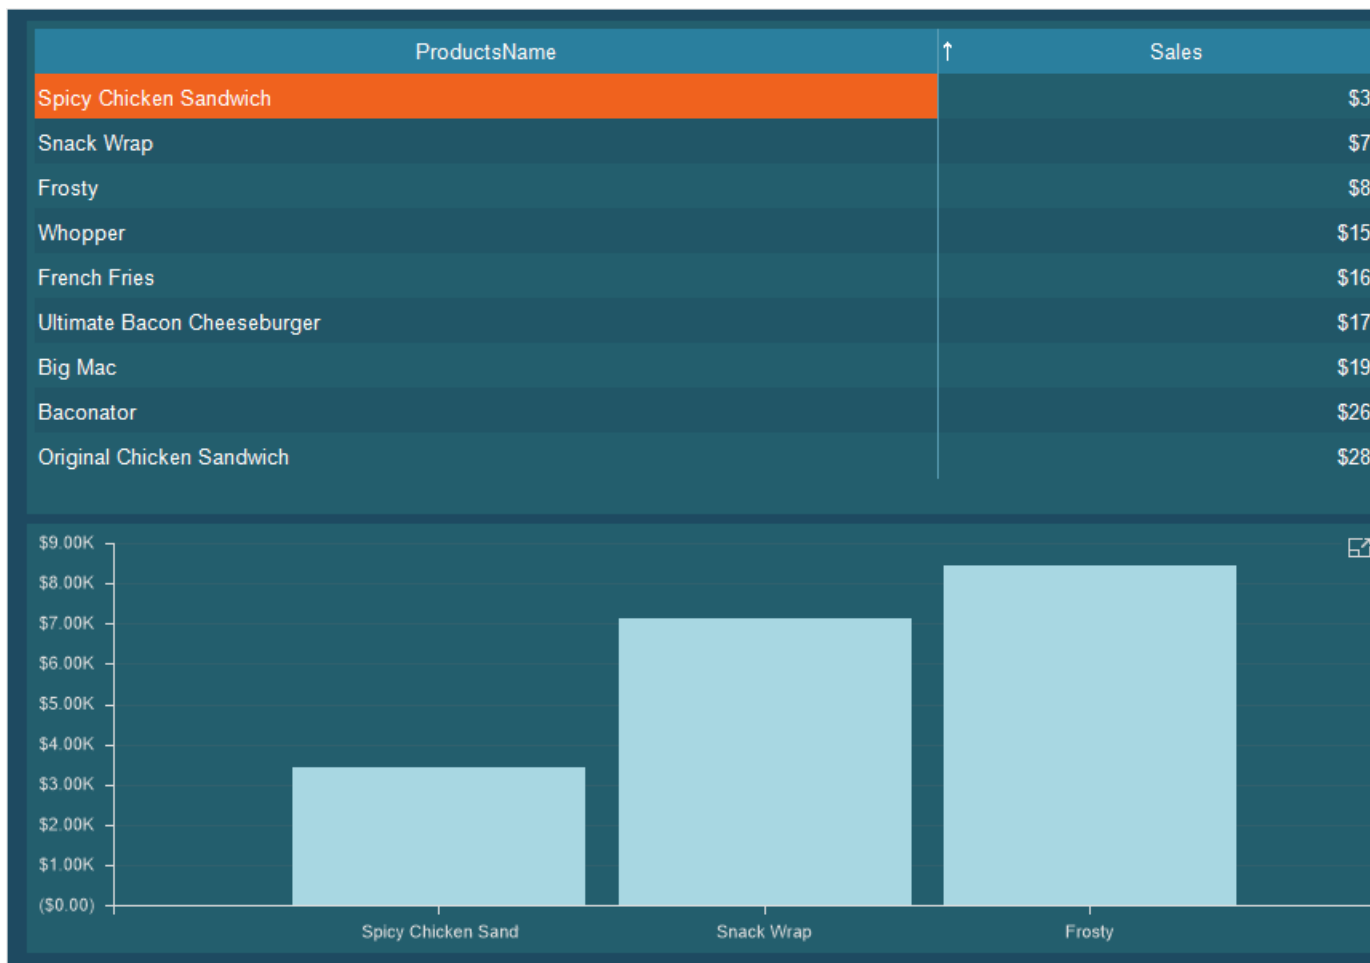 ProductsName ↑ Sales
Spicy Chicken Sandwich $3
Snack Wrap $7
Frosty $8
Whopper $15
French Fries $16
Ultimate Bacon Cheeseburger $17
Big Mac $19
Baconator $26
Original Chicken Sandwich $28
$9.00K
$8.00K
$7.00K
$6.00K
$5.00K
$4.00K
$3.00K
$2.00K
$1.00K
($0.00)
Spicy Chicken Sand Snack Wrap Frosty